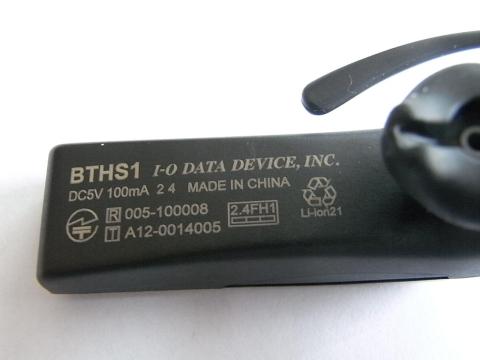 BTHS1 I-O DATA DEVICE, INC.
DC5V 100mA 2 4 MADE IN CHINA
R 005-100008 2.4FH1 Li-ion21
T A12-0014005